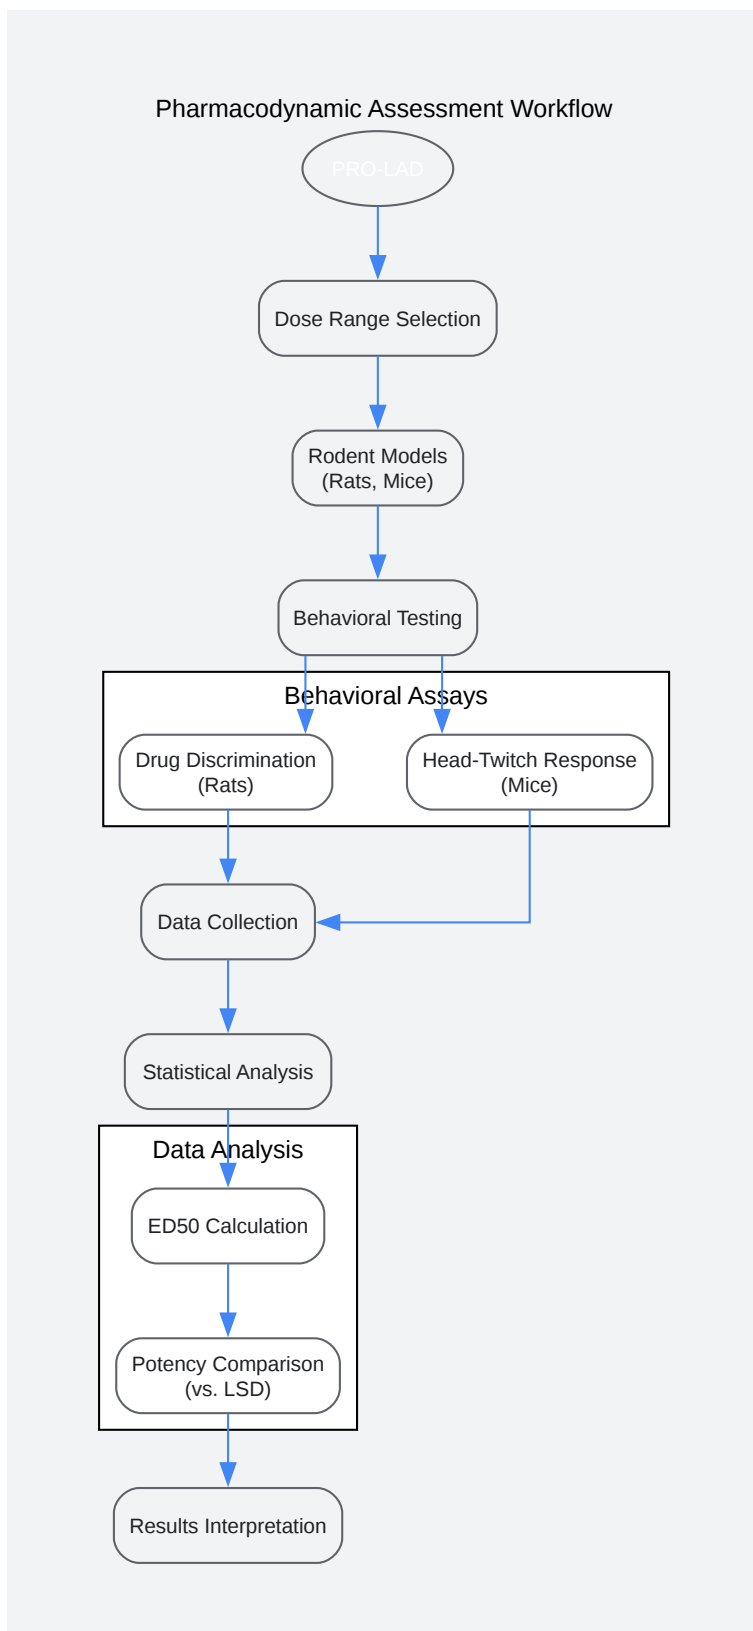 Pharmacodynamic Assessment Workflow
PRO-LAD
Dose Range Selection
Rodent Models
(Rats, Mice)
Behavioral Testing
Behavioral Assays
Drug Discrimination
(Rats)
Head-Twitch Response
(Mice)
Data Collection
Statistical Analysis
Data Analysis
ED50 Calculation
Potency Comparison
(vs. LSD)
Results Interpretation